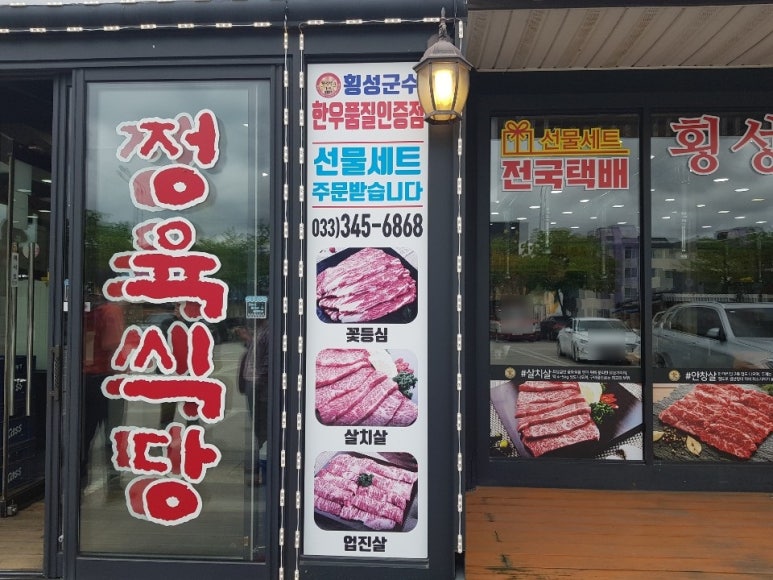 정육식당
횡성군수
한우품질인증점
선물세트
주문받습니다
033)345-6868
꽃등심
살치살
업진살
선물세트
전국택배
횡성
#살치살
#안창살